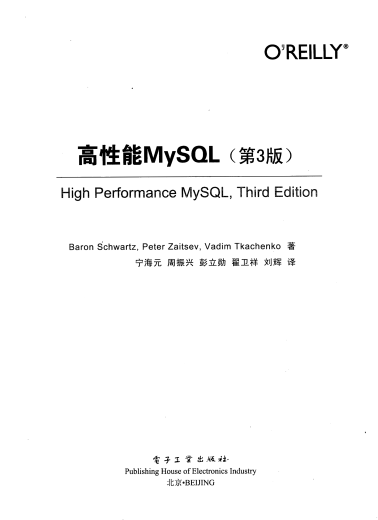 O'REILLY®
高性能MySQL（第3版）
High Performance MySQL, Third Edition
Baron Schwartz, Peter Zaitsev, Vadim Tkachenko 著
宁海元 周振兴 彭立勋 翟卫祥 刘辉 译
电子工业出版社
Publishing House of Electronics Industry
北京•BEIJING